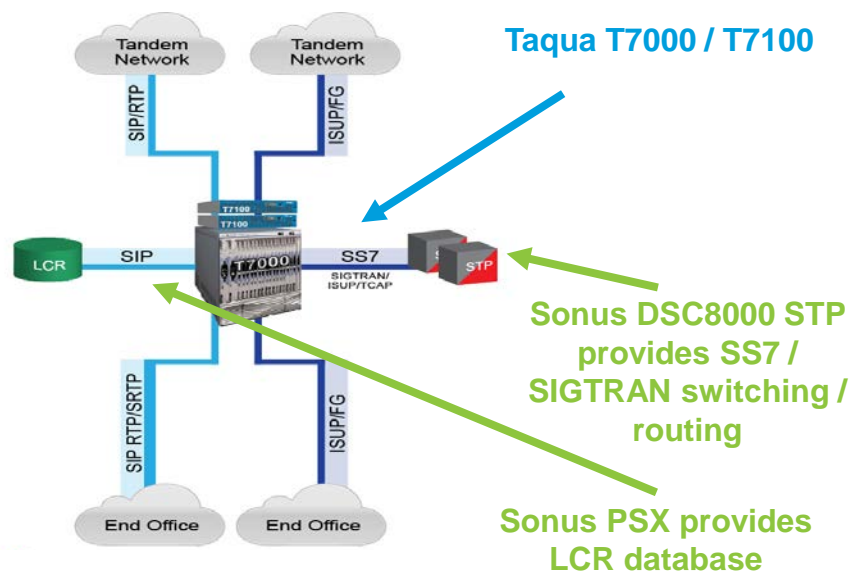 Tandem
Network
Tandem
Network
Taqua T7000 / T7100
SIP/RTP
ISUP/FG
T7100
T7100
T7000
LCR
SIP
SS7
SIGTRAN/
ISUP/TCAP
S
STP
Sonus DSC8000 STP
provides SS7 /
SIGTRAN switching /
routing
SIP RTP/SRTP
ISUP/FG
End Office
End Office
Sonus PSX provides
LCR database